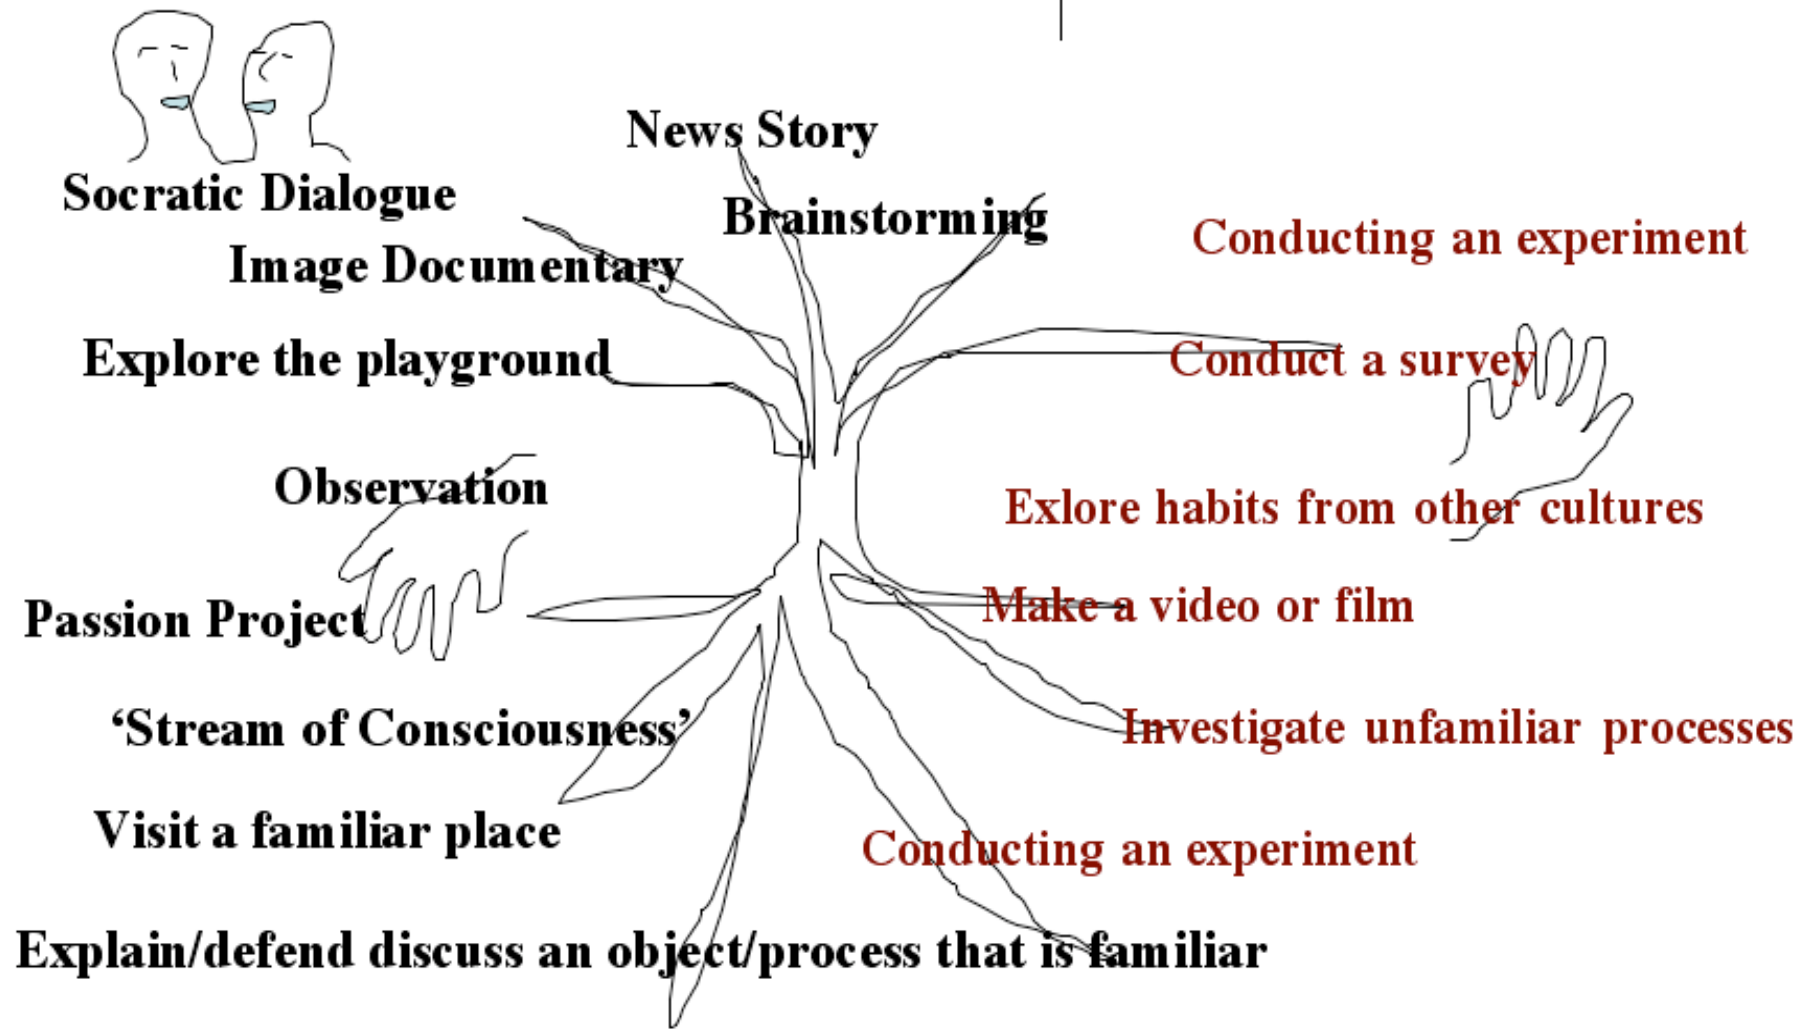 News Story
Socratic Dialogue
Brainstorming
Conducting an experiment
Image Documentary
Explore the playground
Conduct a survey
Observation
Exlore habits from other cultures
Make a video or film
Passion Project
‘Stream of Consciousness’
Investigate unfamiliar processes
Visit a familiar place
Conducting an experiment
Explain/defend discuss an object/process that is familiar